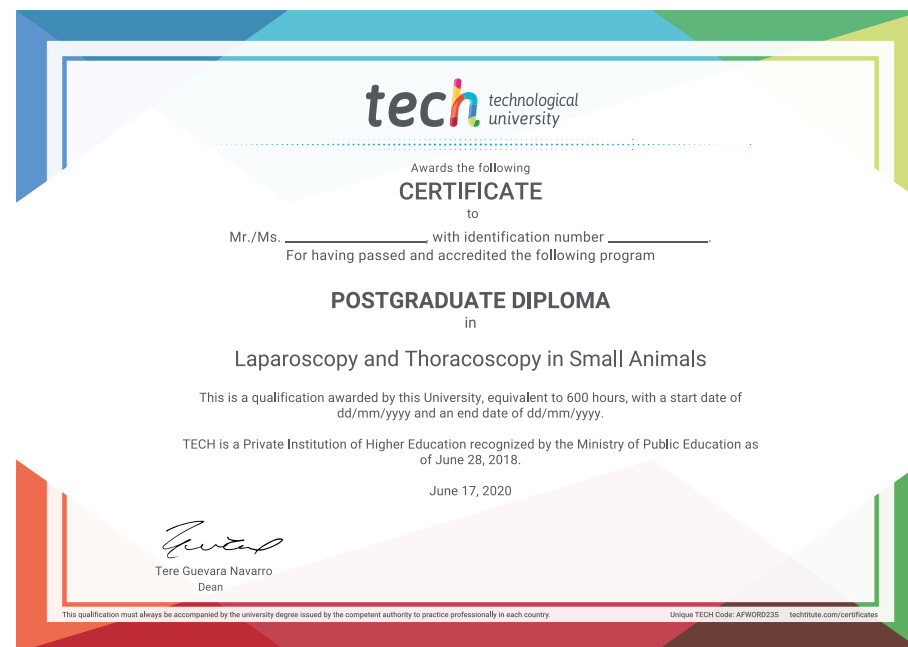 tech technological
university
Awards the following
CERTIFICATE
to
Mr./Ms. ____________, with identification number ____________.
For having passed and accredited the following program
POSTGRADUATE DIPLOMA
in
Laparoscopy and Thoracoscopy in Small Animals
This is a qualification awarded by this University, equivalent to 600 hours, with a start date of
dd/mm/yyyy and an end date of dd/mm/yyyy.
TECH is a Private Institution of Higher Education recognized by the Ministry of Public Education as
of June 28, 2018.
June 17, 2020
Tere Guevara Navarro
Dean
This qualification must always be accompanied by the university degree issued by the competent authority to practice professionally in each country. Unique TECH Code: AFWORD23S techtitute.com/certificates